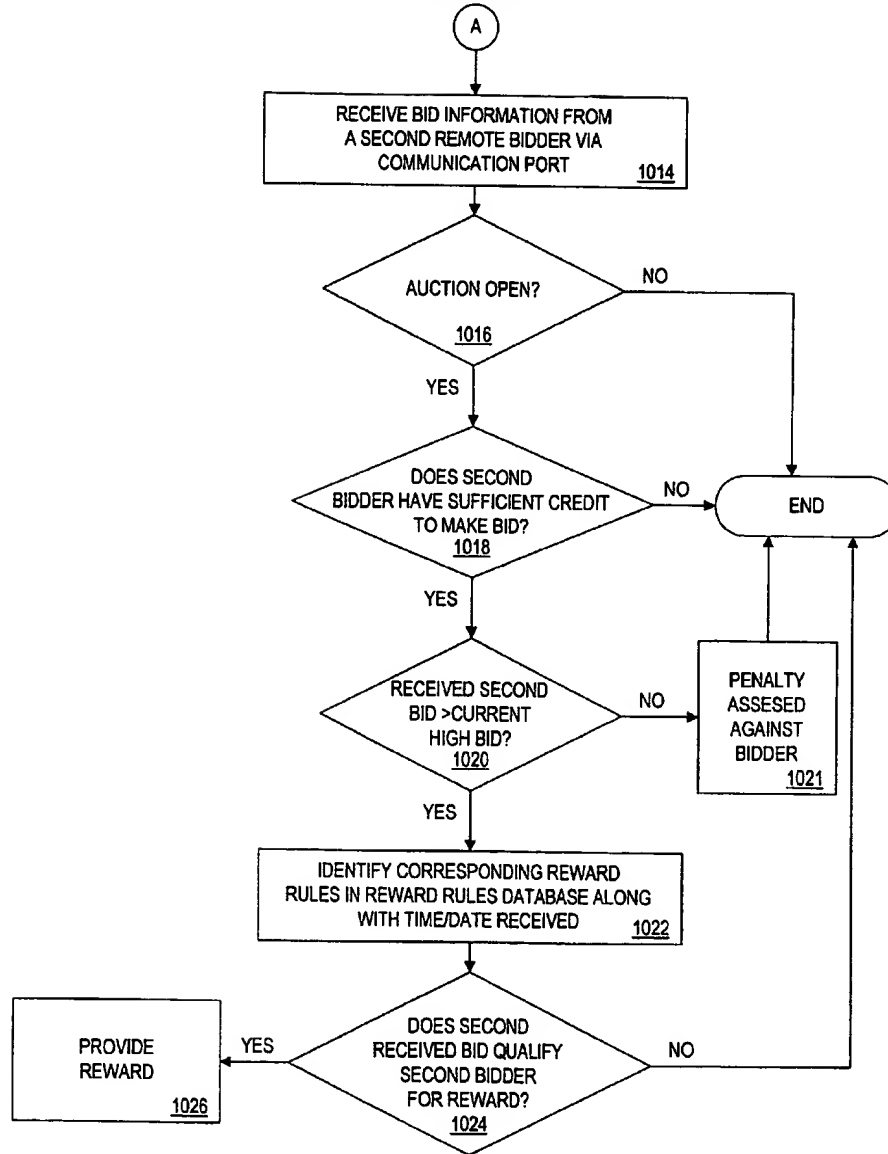 A
RECEIVE BID INFORMATION FROM
A SECOND REMOTE BIDDER VIA
COMMUNICATION PORT
1014
AUCTION OPEN?
1016
NO
YES
DOES SECOND
BIDDER HAVE SUFFICIENT CREDIT
TO MAKE BID?
1018
NO
END
YES
RECEIVED SECOND
BID >CURRENT
HIGH BID?
1020
NO
PENALTY
ASSESED
AGAINST
BIDDER
1021
YES
IDENTIFY CORRESPONDING REWARD
RULES IN REWARD RULES DATABASE ALONG
WITH TIME/DATE RECEIVED
1022
DOES SECOND
RECEIVED BID QUALIFY
SECOND BIDDER
FOR REWARD?
1024
YES
NO
PROVIDE
REWARD
1026